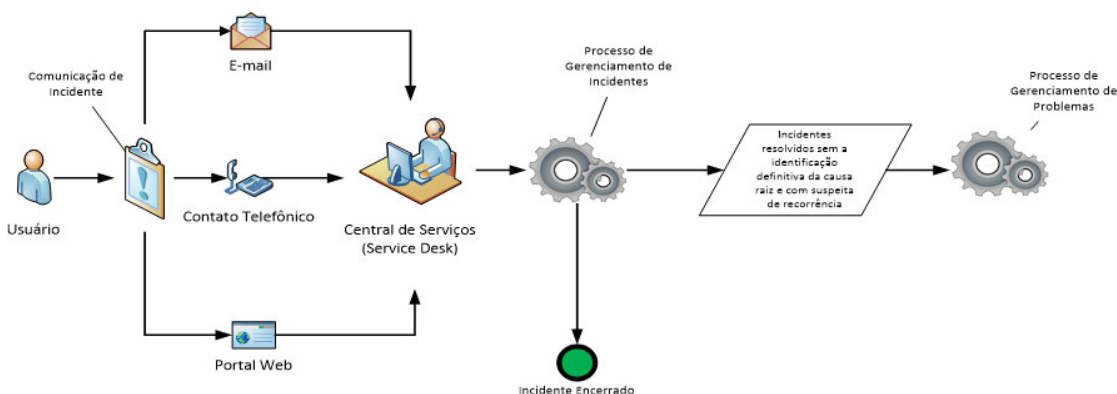 E-mail
Comunicação de
Incidente
Usuário
Contato Telefônico
Portal Web
Central de Serviços
(Service Desk)
Processo de
Gerenciamento de
Incidentes
Incidente Encerrado
Incidentes
resolvidos sem a
identificação
definitiva da causa
raiz e com suspeita
de recorrência
Processo de
Gerenciamento de
Problemas